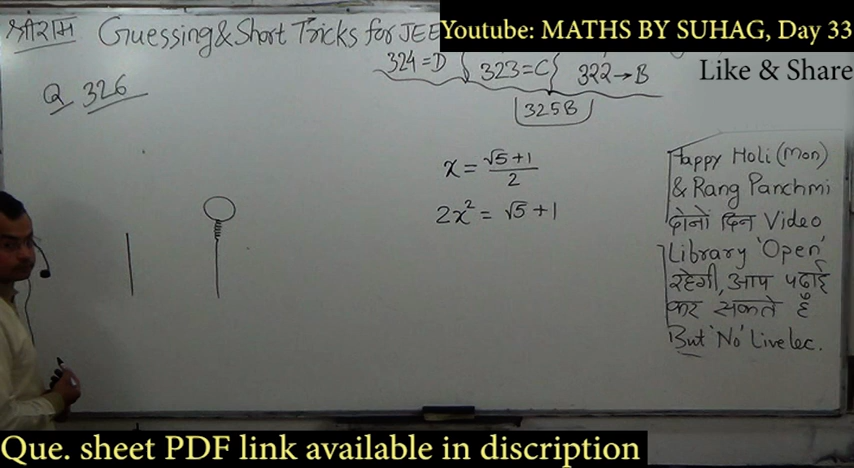 श्रीराम Guessing & Short Tricks for JEE
Youtube: MATHS BY SUHAG, Day 33
Like & Share
324=D 323=C 322→B
325B
Q 326
x = √5+1 / 2
2x² = √5+1
Happy Holi (Mon)
& Rang Panchmi
दोनो दिन Video
Library 'Open'
रहेगी, आप पढाई
कर सकते हैं
But 'No' Live lec.
Que. sheet PDF link available in discription